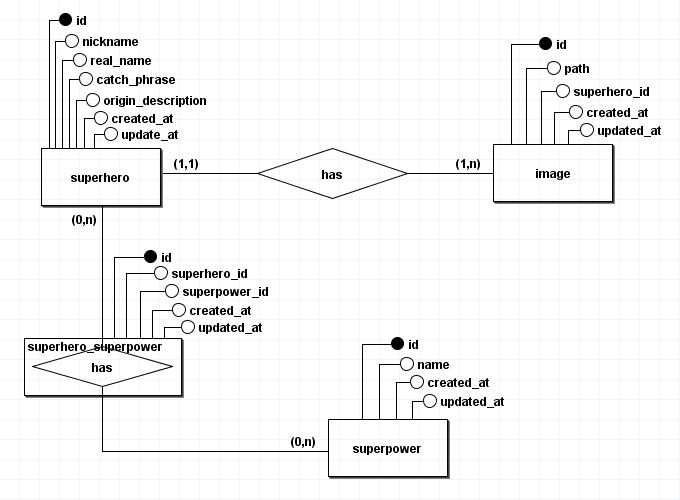 id
nickname
real_name
catch_phrase
origin_description
created_at
update_at
superhero
(1,1)
has
(1,n)
id
path
superhero_id
created_at
updated_at
image
(0,n)
id
superhero_id
superpower_id
created_at
updated_at
superhero_superpower
has
(0,n)
id
name
created_at
updated_at
superpower